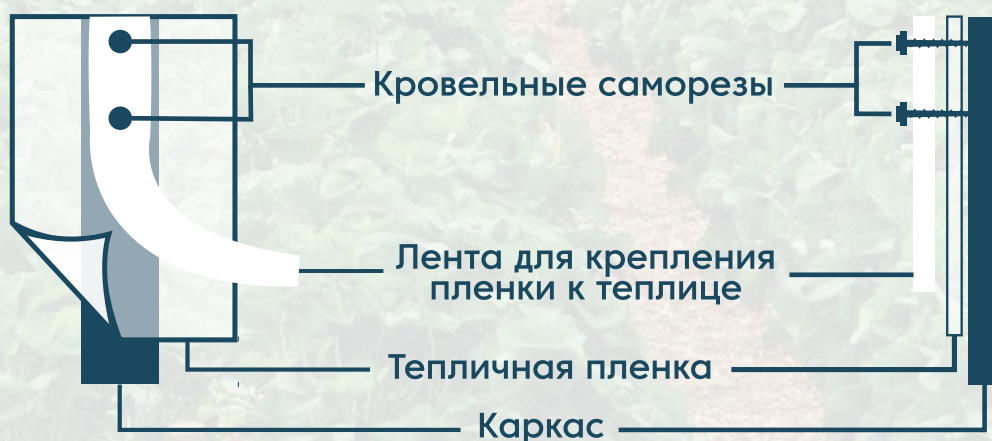 Кровельные саморезы
Лента для крепления
пленки к теплице
Тепличная пленка
Каркас